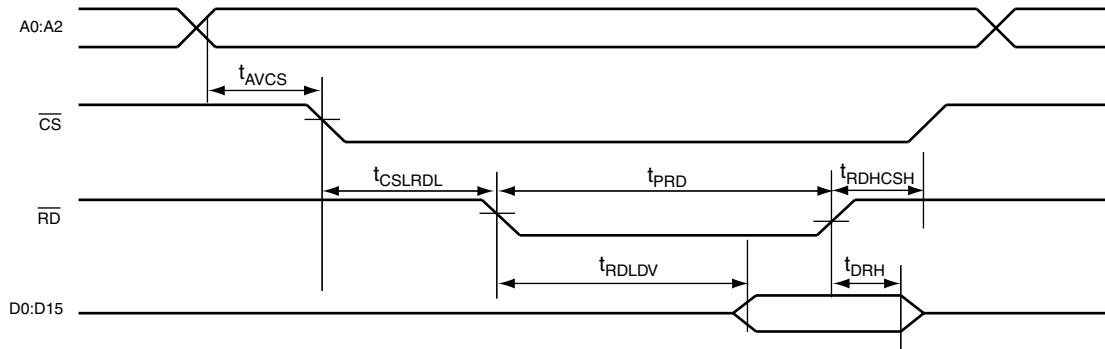 A0:A2
tAVCS
CS
tCSLRDL
tPRD
tRDHCSH
RD
tRDLDV
tDRH
D0:D15